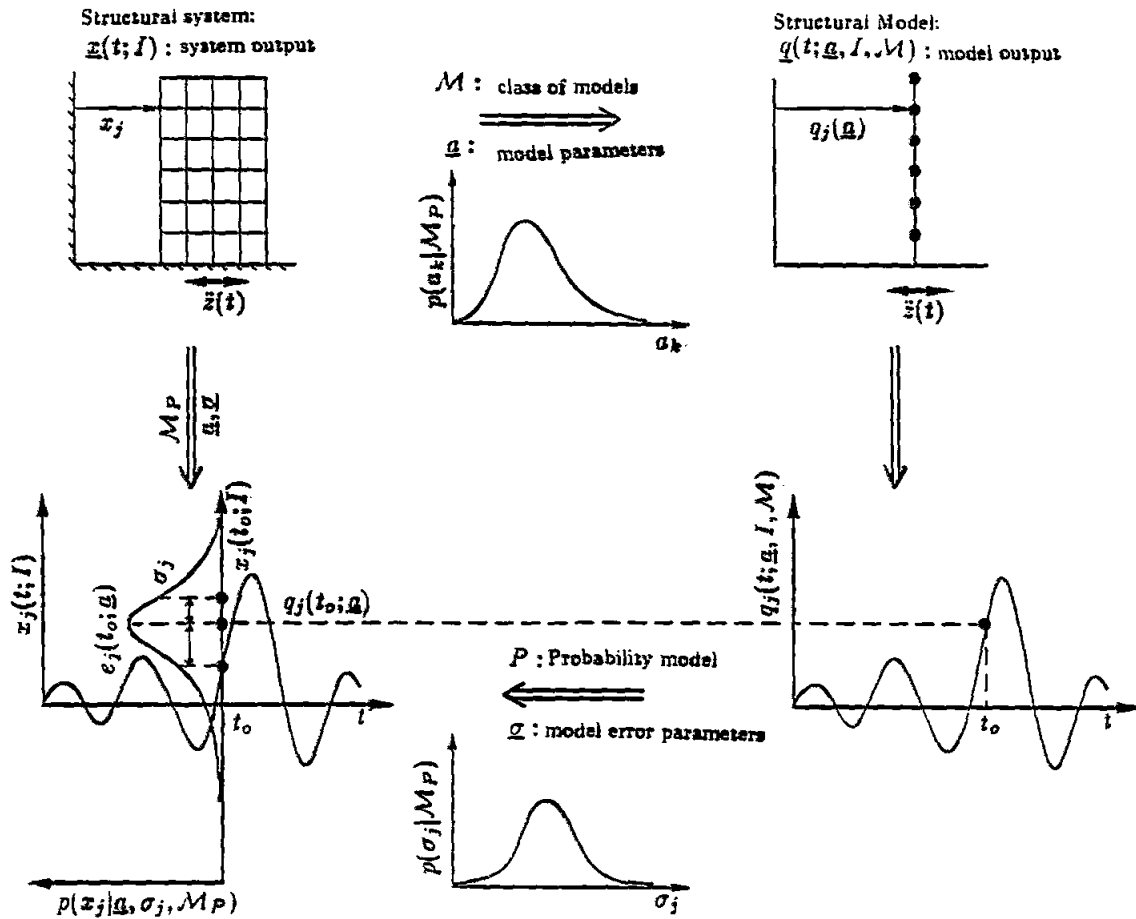 Structural system:
x(t; I) : system output
x_j
z̈(t)
M : class of models
a : model parameters
p(a_k|M_P)
a_k
Structural Model:
q(t; a, I, M) : model output
q_j(a)
z̈(t)
M_P
a, σ
x_j(t; I)
e_j(t_o; a)
σ_j
x_j(t_o; I)
q_j(t_o; a)
t_o
t
p(x_j|a, σ_j, M_P)
P : Probability model
σ : model error parameters
p(σ_j|M_P)
σ_j
q_j(t; a, I, M)
t_o
t